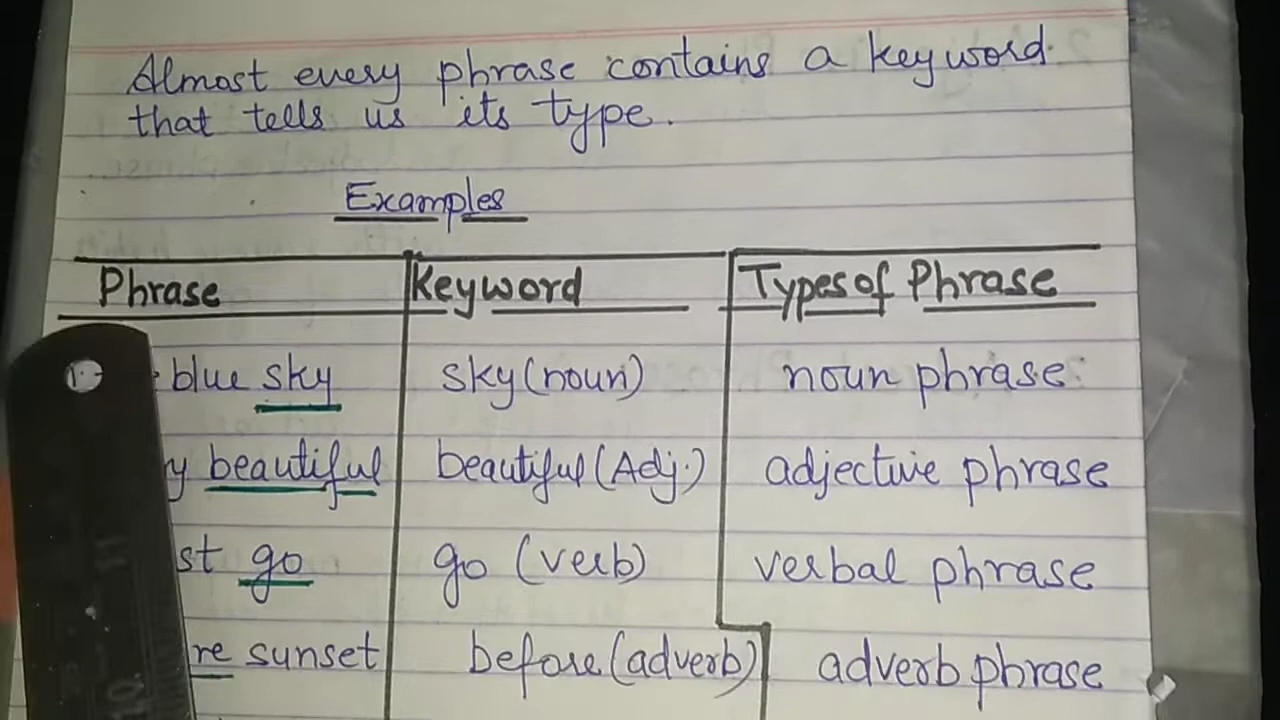 Almost every phrase contains a keyword
that tells us its type.
Examples
Phrase Keyword Types of Phrase
blue sky sky (noun) noun phrase
beautiful beautiful (Adj.) adjective phrase
go go (verb) verbal phrase
sunset before (adverb) adverb phrase